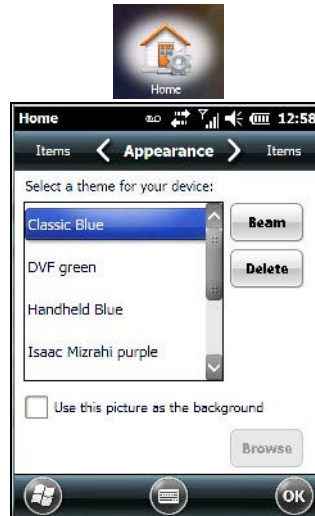 Home
Home 12:58
Items Appearance Items
Select a theme for your device:
Classic Blue
Beam
DVF green
Delete
Handheld Blue
Isaac Mizrahi purple
Use this picture as the background
Browse
OK